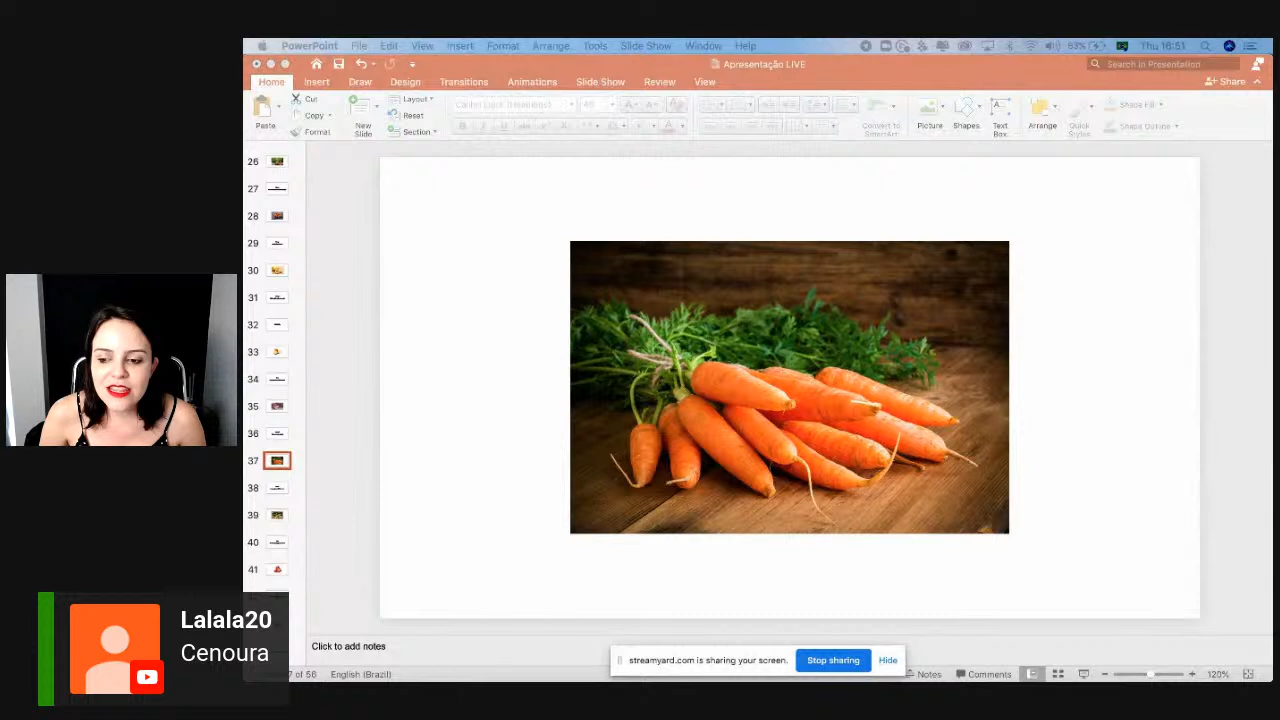 PowerPoint File Edit View Insert Format Arrange Tools Slide Show Window Help 83% Thu 16:51
Apresentação LIVE
Search in Presentation
Home Insert Draw Design Transitions Animations Slide Show Review View Share
Paste Cut Copy Format
New Slide Layout Reset Section
Convert to SmartArt
Picture Shapes Text Box Arrange Quick Styles Shape Fill Shape Outline
26
27
28
29
30
31
32
33
34
35
36
37
38
39
40
41
Lalala20
Cenoura
Click to add notes
streamyard.com is sharing your screen. Stop sharing Hide
of 56 English (Brazil) Notes Comments 120%